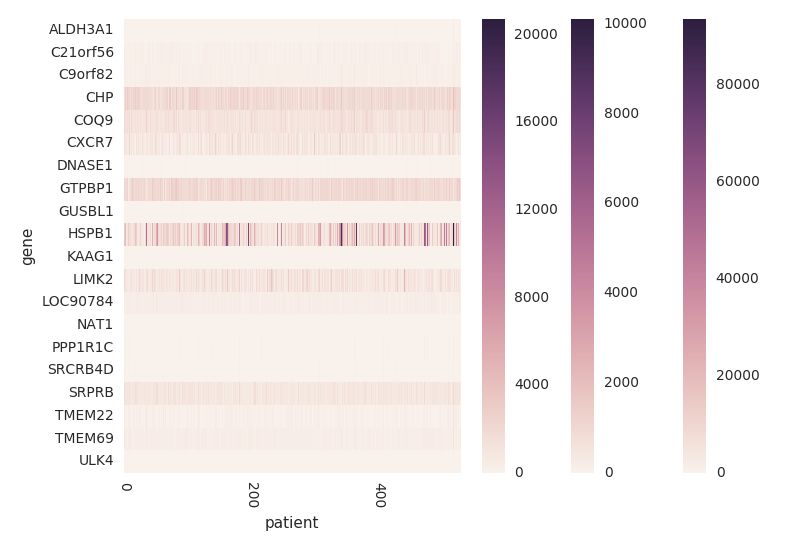 ALDH3A1
C21orf56
C9orf82
CHP
COQ9
CXCR7
DNASE1
GTPBP1
GUSBL1
HSPB1
KAAG1
LIMK2
LOC90784
NAT1
PPP1R1C
SRCRB4D
SRPRB
TMEM22
TMEM69
ULK4
gene
0
200
400
patient
20000
16000
12000
8000
4000
0
10000
8000
6000
4000
2000
0
80000
60000
40000
20000
0